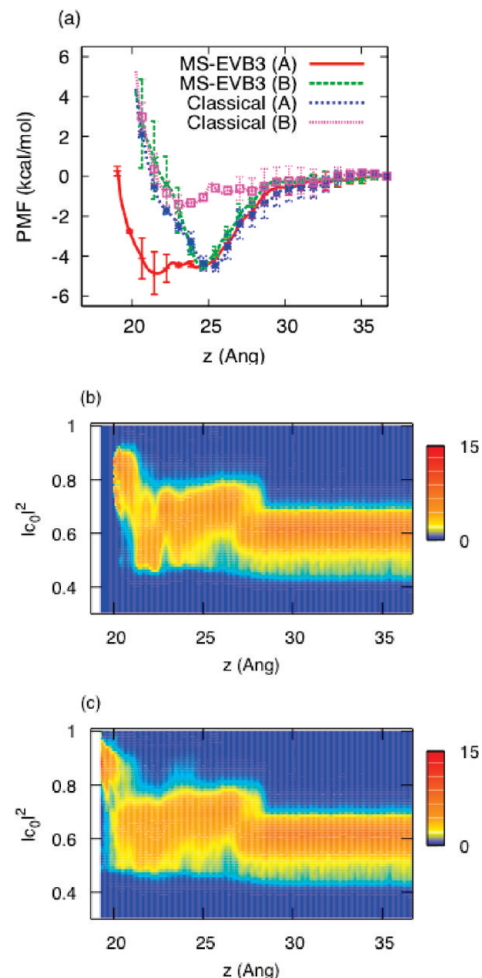 (a)
MS-EVB3 (A)
MS-EVB3 (B)
Classical (A)
Classical (B)
6
4
2
0
-2
-4
-6
PMF (kcal/mol)
20 25 30 35
z (Ang)
(b)
1
0.8
0.6
0.4
|c₀|²
15
0
20 25 30 35
z (Ang)
(c)
1
0.8
0.6
0.4
|c₀|²
15
0
20 25 30 35
z (Ang)